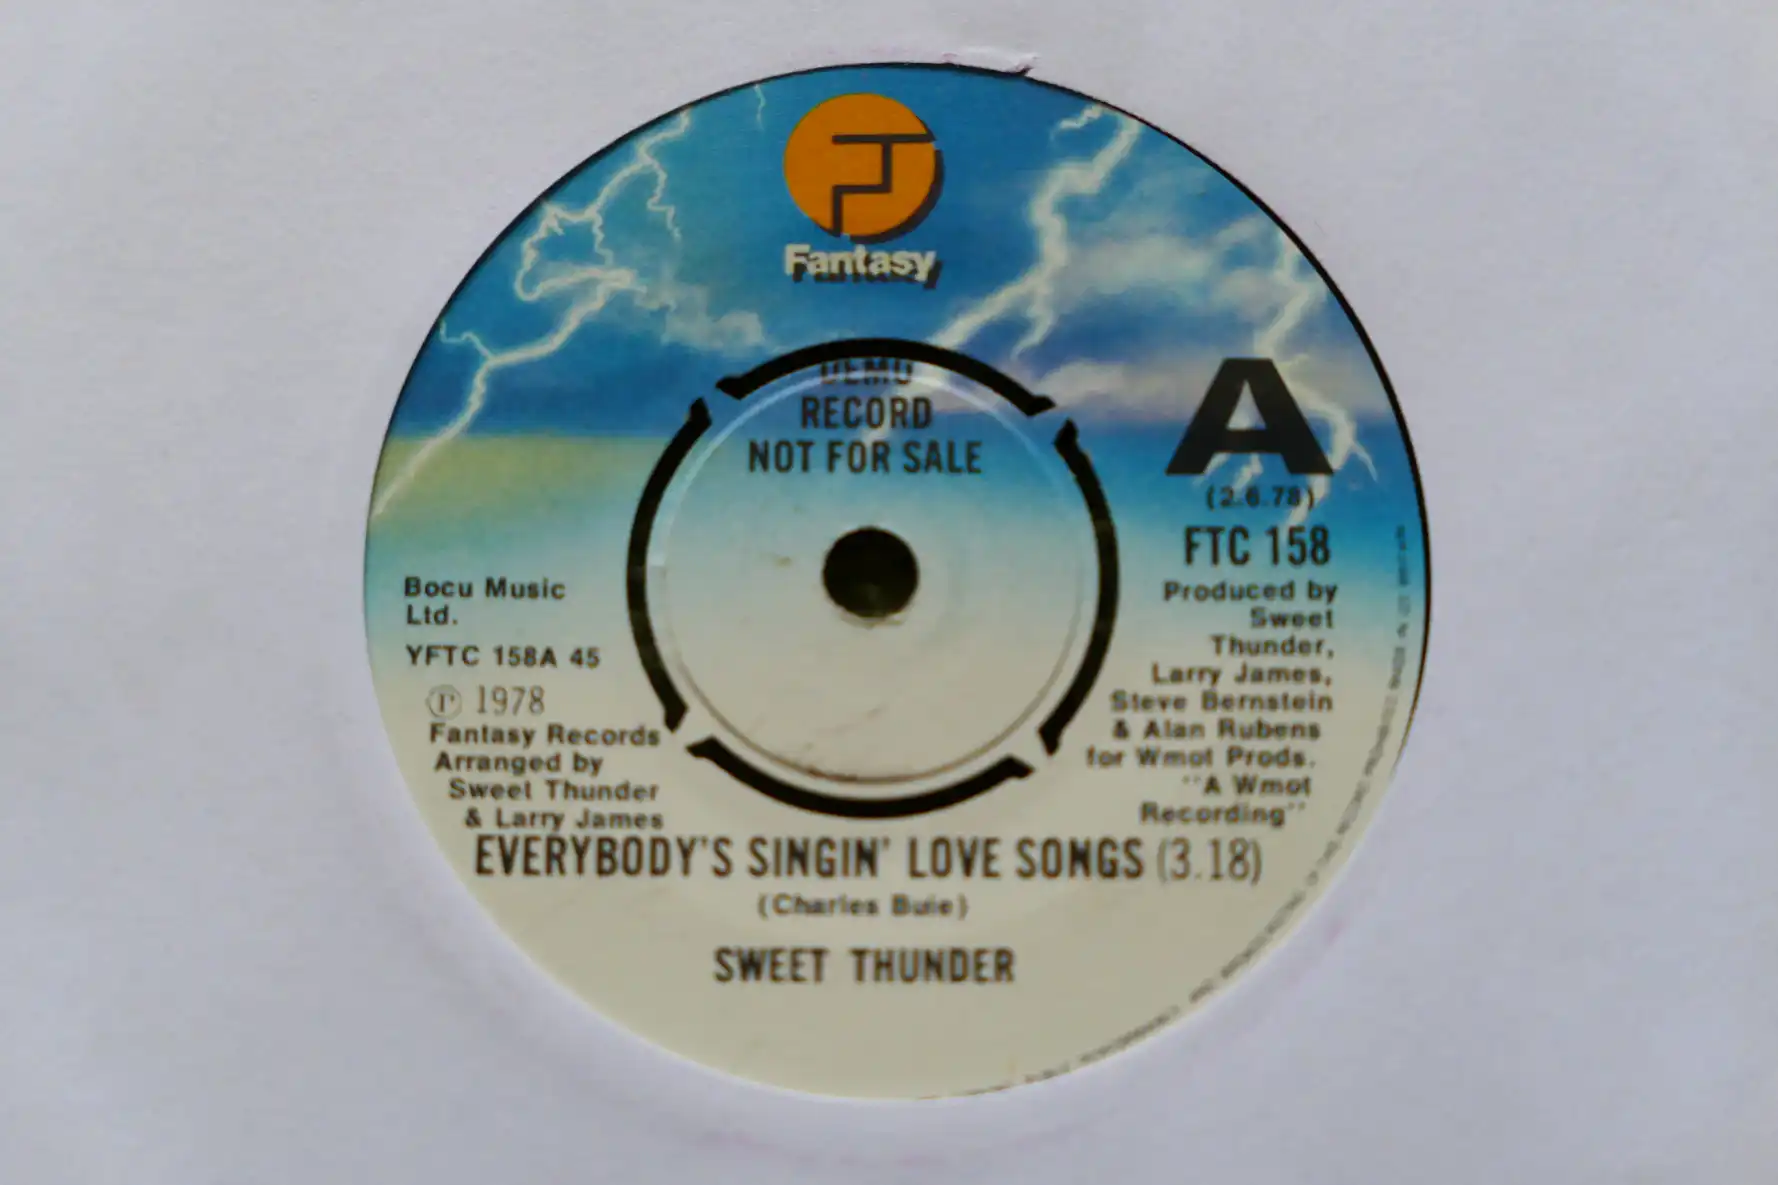 Fantasy
DEMO
RECORD
NOT FOR SALE
A
(2.6.78)
FTC 158
Produced by
Sweet
Thunder,
Larry James,
Steve Bernstein
& Alan Rubens
for Wmot Prods.
"A Wmot
Recording"
Bocu Music
Ltd.
YFTC 158A 45
℗ 1978
Fantasy Records
Arranged by
Sweet Thunder
& Larry James
EVERYBODY'S SINGIN' LOVE SONGS (3.18)
(Charles Buie)
SWEET THUNDER